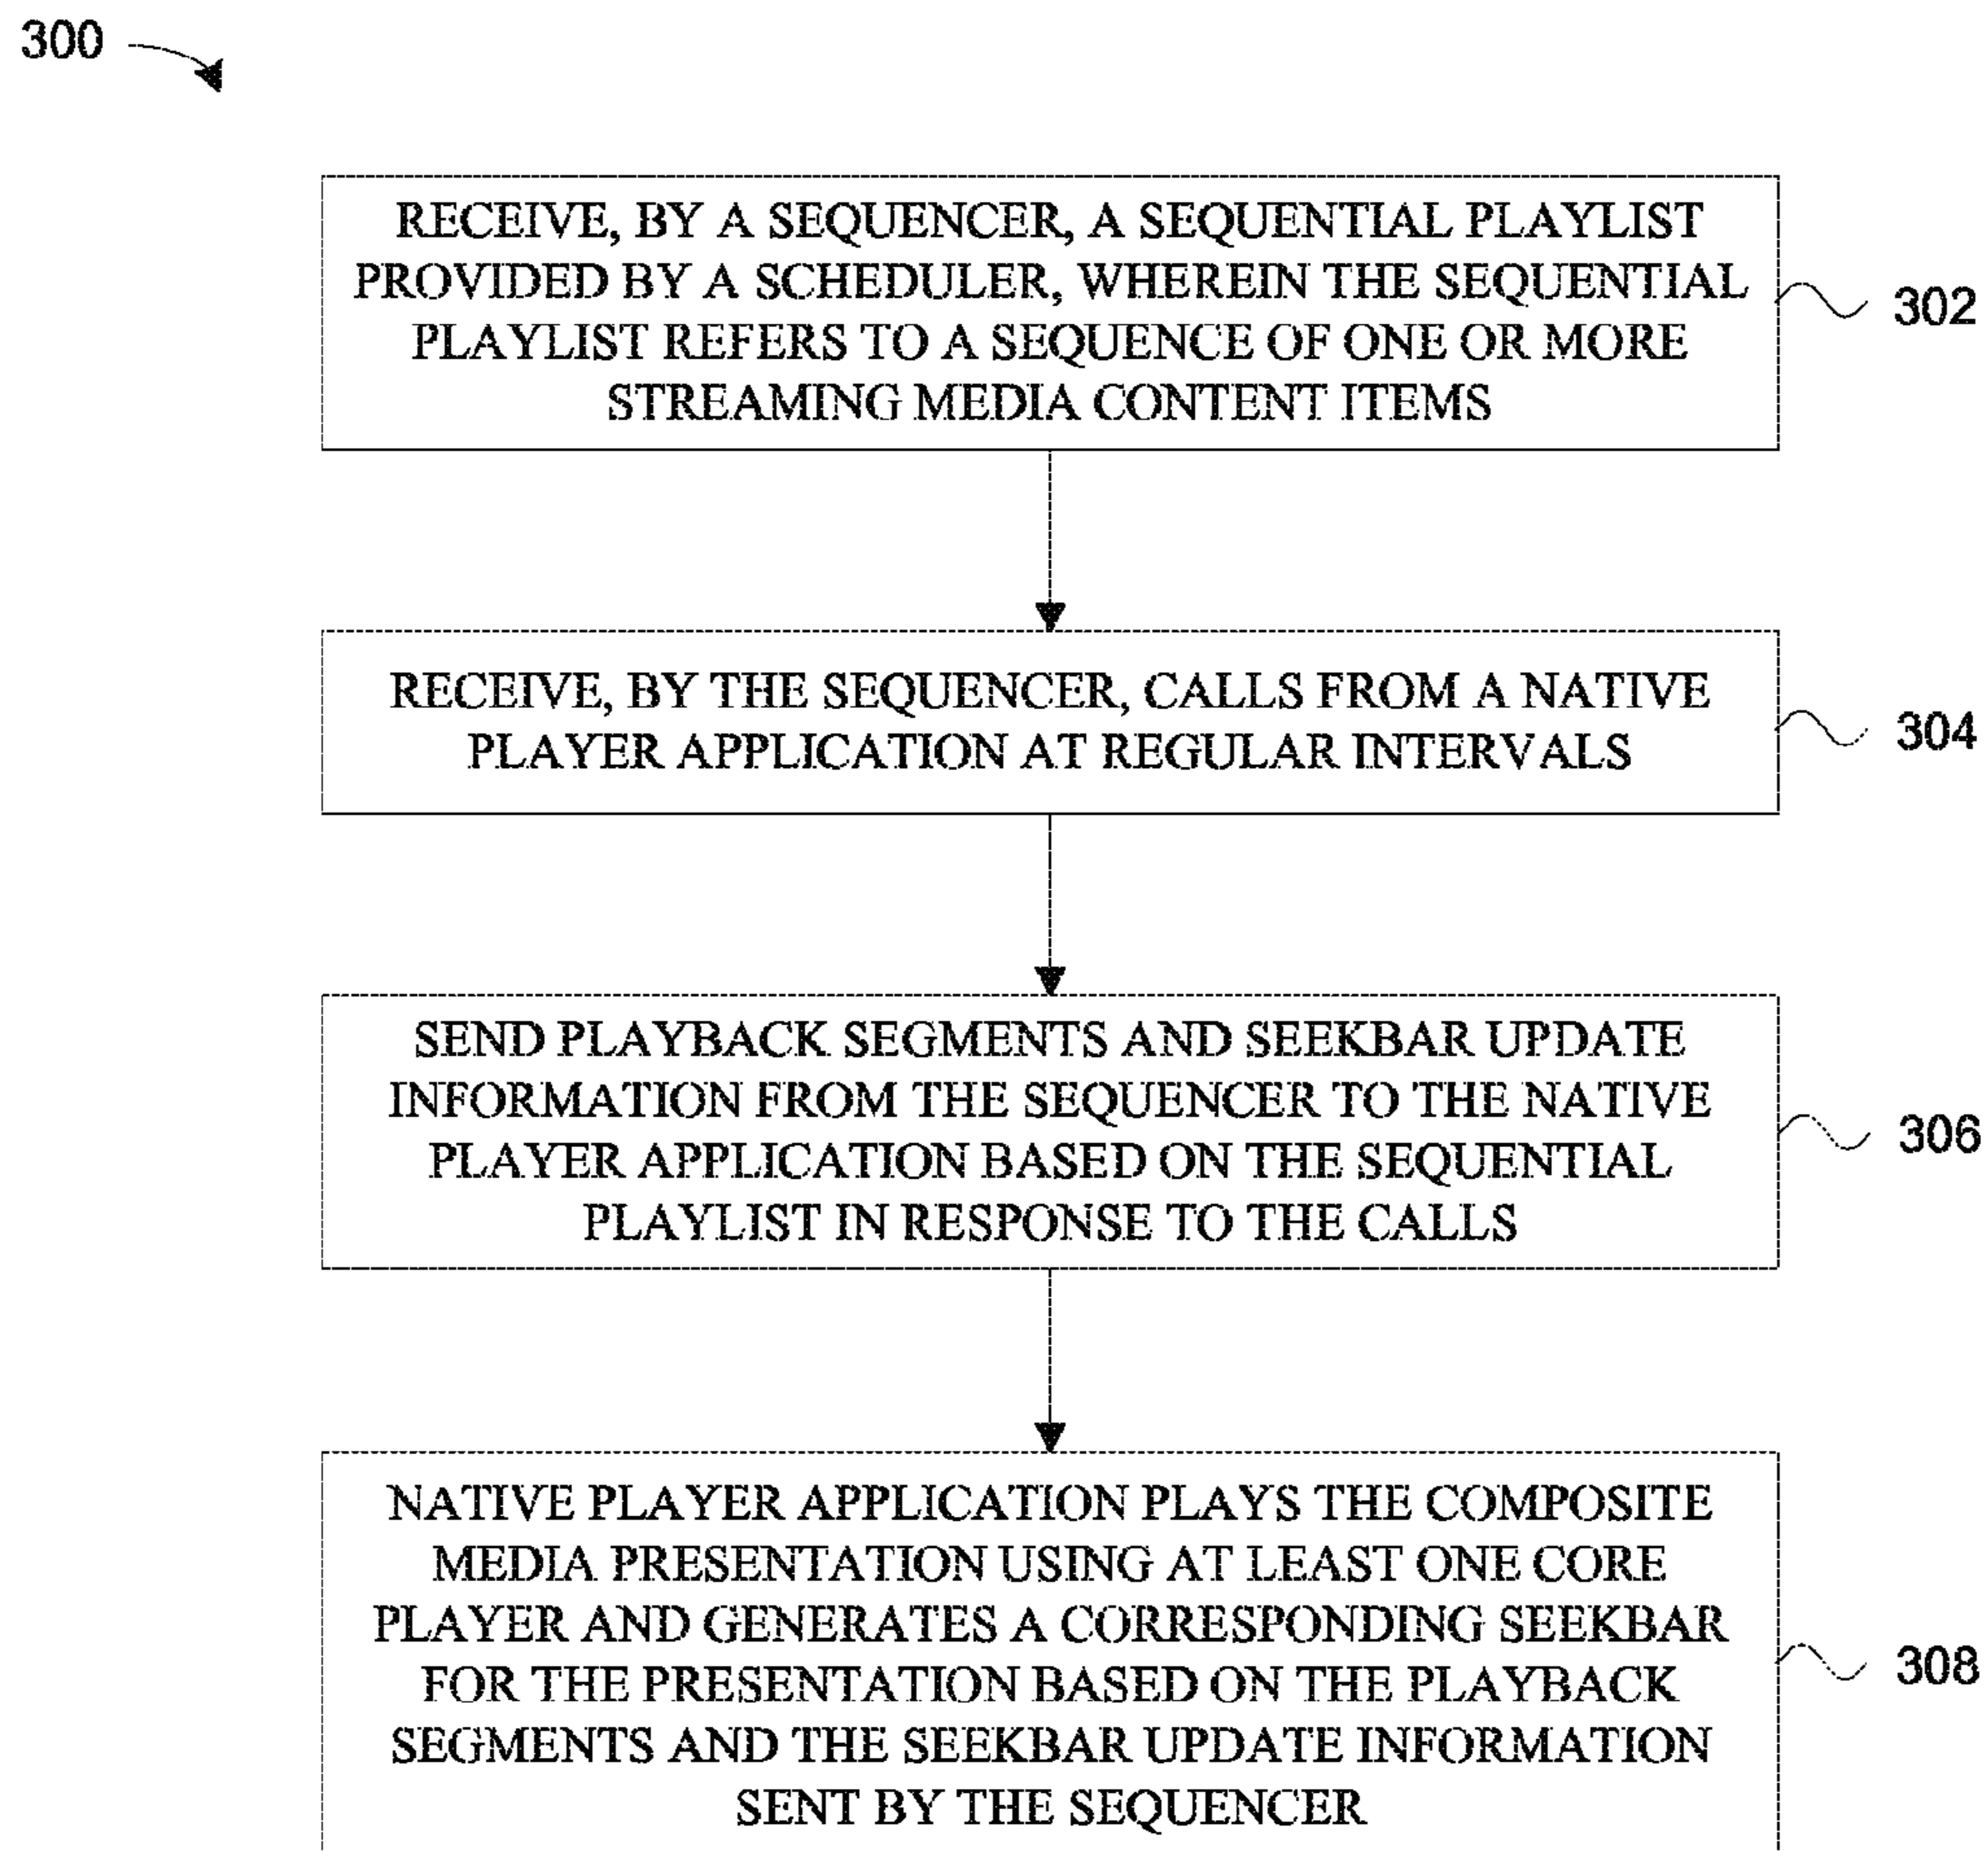 300
RECEIVE, BY A SEQUENCER, A SEQUENTIAL PLAYLIST
PROVIDED BY A SCHEDULER, WHEREIN THE SEQUENTIAL
PLAYLIST REFERS TO A SEQUENCE OF ONE OR MORE
STREAMING MEDIA CONTENT ITEMS
302
RECEIVE, BY THE SEQUENCER, CALLS FROM A NATIVE
PLAYER APPLICATION AT REGULAR INTERVALS
304
SEND PLAYBACK SEGMENTS AND SEEKBAR UPDATE
INFORMATION FROM THE SEQUENCER TO THE NATIVE
PLAYER APPLICATION BASED ON THE SEQUENTIAL
PLAYLIST IN RESPONSE TO THE CALLS
306
NATIVE PLAYER APPLICATION PLAYS THE COMPOSITE
MEDIA PRESENTATION USING AT LEAST ONE CORE
PLAYER AND GENERATES A CORRESPONDING SEEKBAR
FOR THE PRESENTATION BASED ON THE PLAYBACK
SEGMENTS AND THE SEEKBAR UPDATE INFORMATION
SENT BY THE SEQUENCER
308